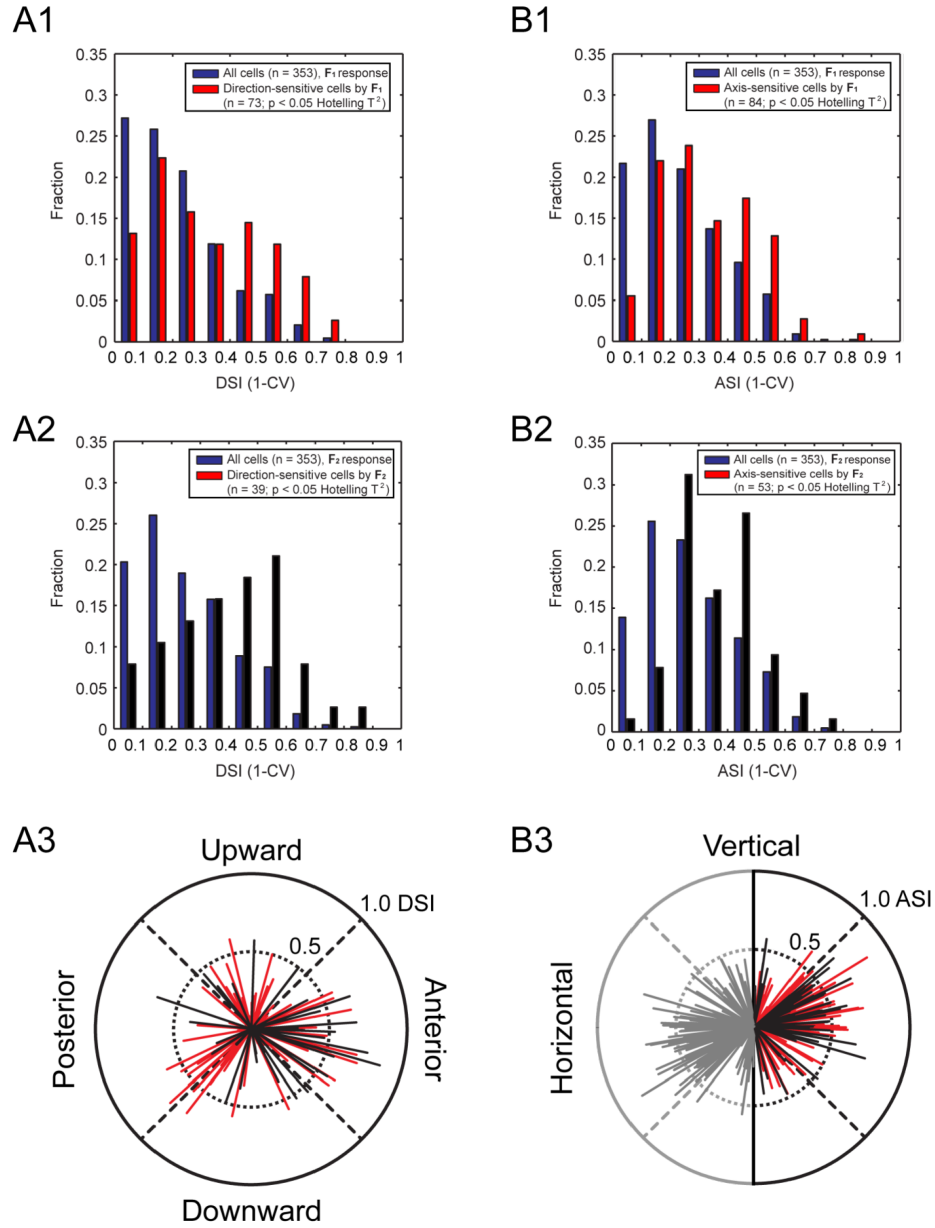 A1
B1
0.35
0.3
0.25
0.2
0.15
0.1
0.05
0
Fraction
All cells (n = 353), F1 response
Direction-sensitive cells by F1
(n = 73; p < 0.05 Hotelling T2)
0 0.1 0.2 0.3 0.4 0.5 0.6 0.7 0.8 0.9 1
DSI (1-CV)
0.35
0.3
0.25
0.2
0.15
0.1
0.05
0
Fraction
All cells (n = 353), F1 response
Axis-sensitive cells by F1
(n = 84; p < 0.05 Hotelling T2)
0 0.1 0.2 0.3 0.4 0.5 0.6 0.7 0.8 0.9 1
ASI (1-CV)
A2
B2
0.35
0.3
0.25
0.2
0.15
0.1
0.05
0
Fraction
All cells (n = 353), F2 response
Direction-sensitive cells by F2
(n = 39; p < 0.05 Hotelling T2)
0 0.1 0.2 0.3 0.4 0.5 0.6 0.7 0.8 0.9 1
DSI (1-CV)
0.35
0.3
0.25
0.2
0.15
0.1
0.05
0
Fraction
All cells (n = 353), F2 response
Axis-sensitive cells by F2
(n = 53; p < 0.05 Hotelling T2)
0 0.1 0.2 0.3 0.4 0.5 0.6 0.7 0.8 0.9 1
ASI (1-CV)
A3
Upward
1.0 DSI
0.5
Posterior
Anterior
Downward
B3
Vertical
1.0 ASI
0.5
Horizontal